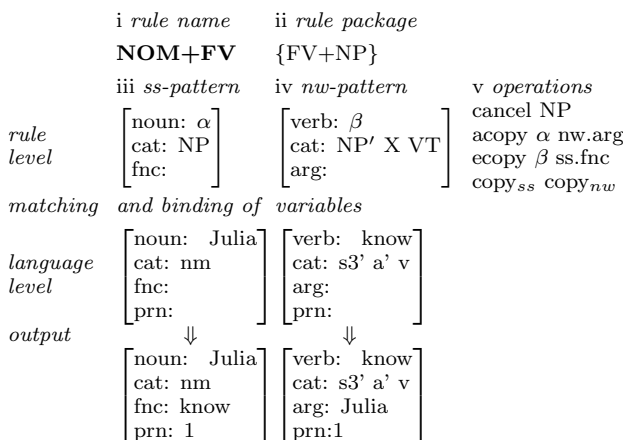 i rule name ii rule package
NOM+FV {FV+NP}
iii ss-pattern iv nw-pattern v operations
noun: α verb: β cancel NP
rule cat: NP cat: NP′ X VT acopy α nw.arg
level fnc: arg: ecopy β ss.fnc
copyss copynw
matching and binding of variables
noun: Julia verb: know
language cat: nm cat: s3' a' v
level fnc: arg:
prn: prn:
output ⇓ ⇓
noun: Julia verb: know
cat: nm cat: s3' a' v
fnc: know arg: Julia
prn: 1 prn:1